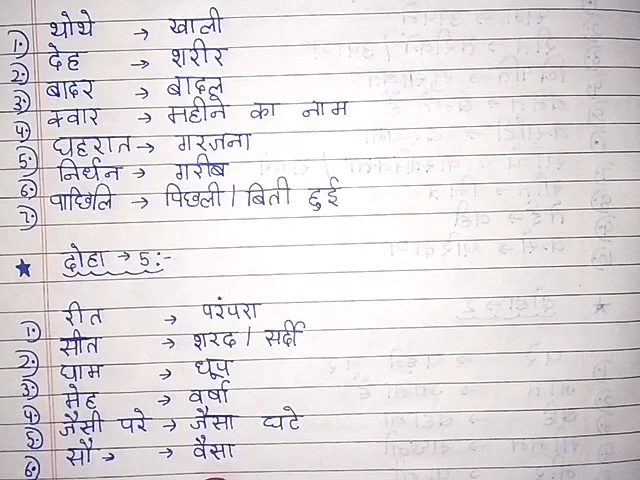 1) थोथे → खाली
2) देह → शरीर
3) बादर → बादल
4) क्वार → महीने का नाम
5) घहरात → गरजना
6) निर्धन → गरीब
7) पाछिलि → पिछली / बिती हुई
★ दोहा → 5:-
1) रीत → परंपरा
2) सीत → शरद / सर्दी
3) घाम → धूप
4) मेह → वर्षा
5) जैसी परे → जैसा घटे
6) सौ → → वैसा